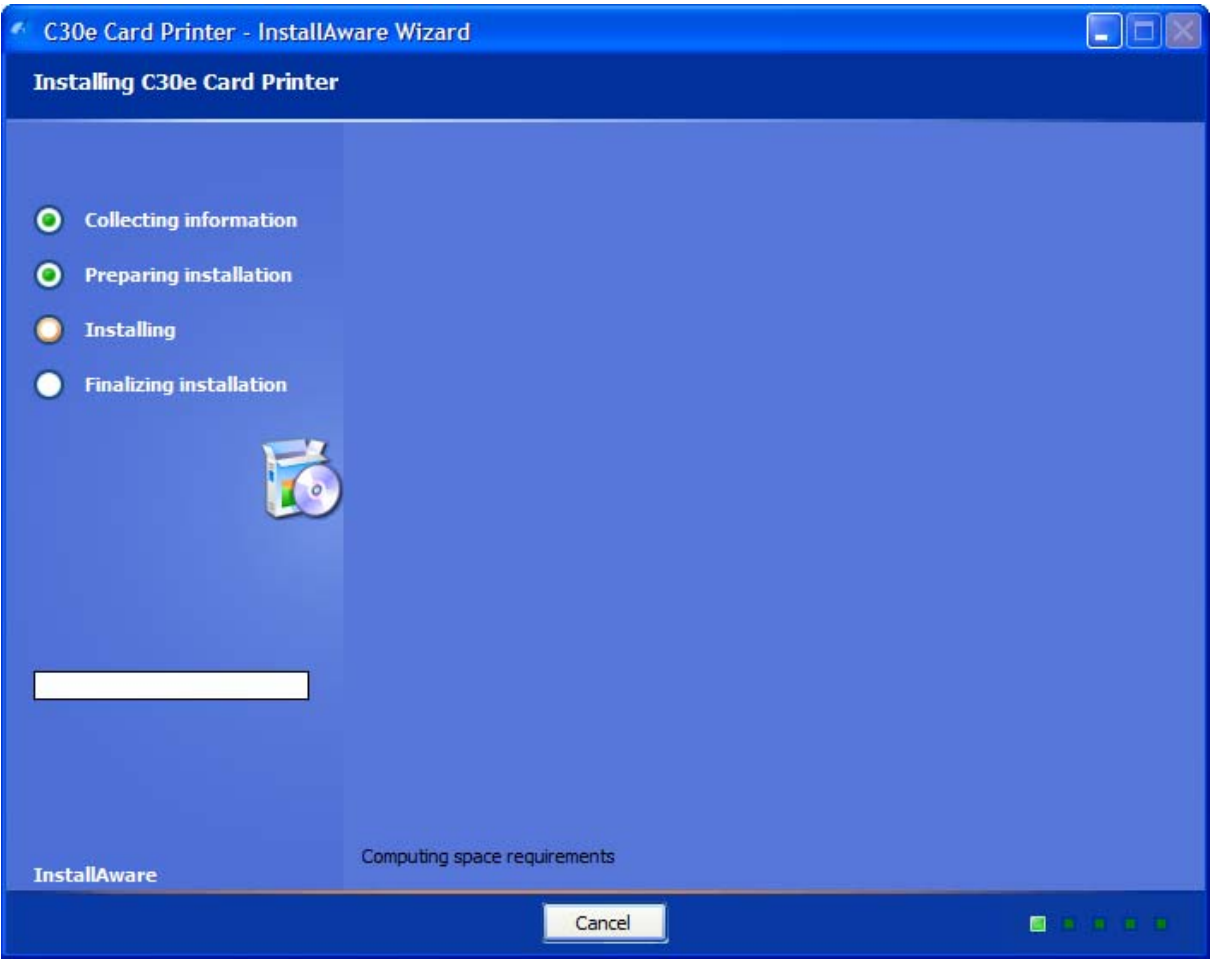 C30e Card Printer - InstallAware Wizard
Installing C30e Card Printer
Collecting information
Preparing installation
Installing
Finalizing installation
Computing space requirements
InstallAware
Cancel